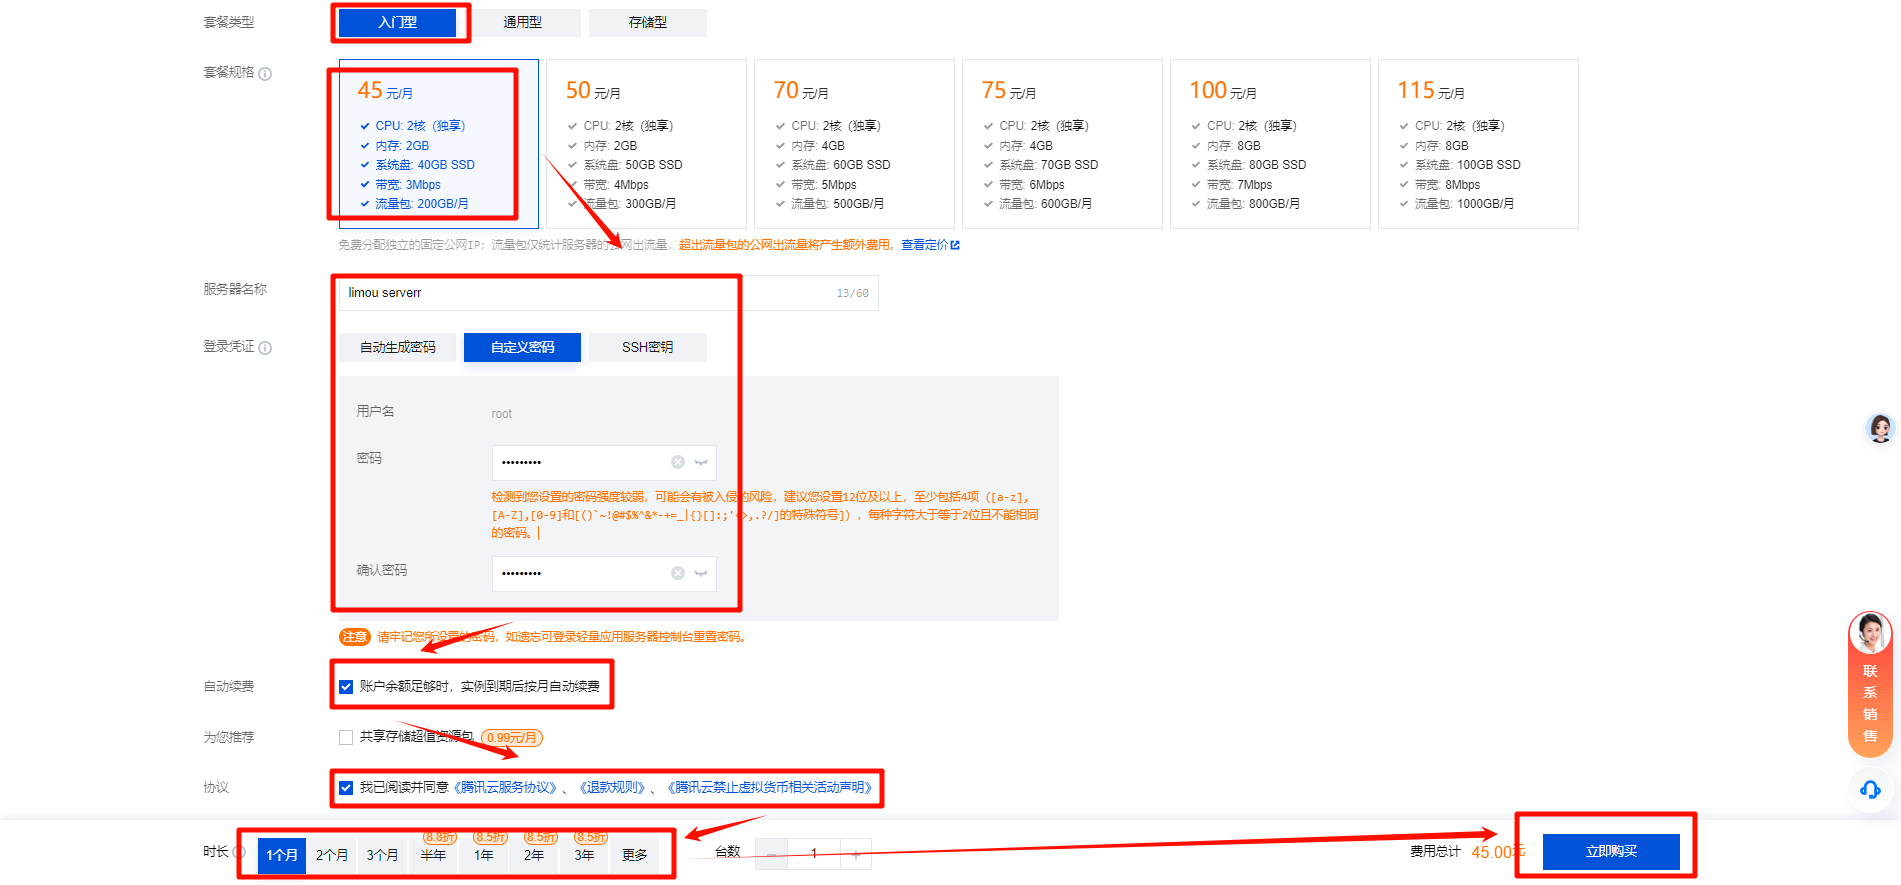 套餐类型
入门型
通用型
存储型
套餐规格
45 元/月
CPU: 2核（独享）
内存: 2GB
系统盘: 40GB SSD
带宽: 3Mbps
流量包: 200GB/月
50 元/月
CPU: 2核（独享）
内存: 2GB
系统盘: 50GB SSD
带宽: 4Mbps
流量包: 300GB/月
70 元/月
CPU: 2核（独享）
内存: 4GB
系统盘: 60GB SSD
带宽: 5Mbps
流量包: 500GB/月
75 元/月
CPU: 2核（独享）
内存: 4GB
系统盘: 70GB SSD
带宽: 6Mbps
流量包: 600GB/月
100 元/月
CPU: 2核（独享）
内存: 8GB
系统盘: 80GB SSD
带宽: 7Mbps
流量包: 800GB/月
115 元/月
CPU: 2核（独享）
内存: 8GB
系统盘: 100GB SSD
带宽: 8Mbps
流量包: 1000GB/月
免费分配独立的固定公网IP；流量包仅统计服务器的公网出流量，超出流量包的公网出流量将产生额外费用。查看定价
服务器名称
limou serverr
13/60
登录凭证
自动生成密码
自定义密码
SSH密钥
用户名
root
密码
•••••••••
检测到您设置的密码强度较弱，可能会有被入侵的风险，建议您设置12位及以上，至少包括4项（[a-z],
[A-Z],[0-9]和[()`~!@#$%^&*-+=_|{}[]:;'<>,.?/]的特殊符号]），每种字符大于等于2位且不能相同
的密码。
确认密码
•••••••••
注意 请牢记您所设置的密码，如遗忘可登录轻量应用服务器控制台重置密码。
自动续费
账户余额足够时，实例到期后按月自动续费
为您推荐
共享存储超值资源包 0.99元/月
协议
我已阅读并同意《腾讯云服务协议》、《退款规则》、《腾讯云禁止虚拟货币相关活动声明》
时长
1个月
2个月
3个月
8.8折
半年
8.5折
1年
8.5折
2年
8.5折
3年
更多
台数
1
费用总计
45.00元
立即购买
联系销售